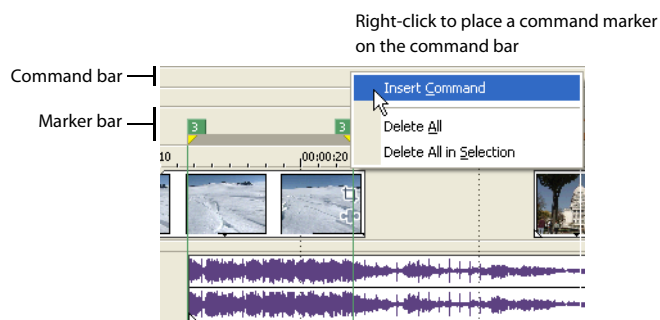 Right-click to place a command marker
on the command bar
Command bar
Insert Command
Marker bar
3
3
Delete All
10
00:00:20
Delete All in Selection